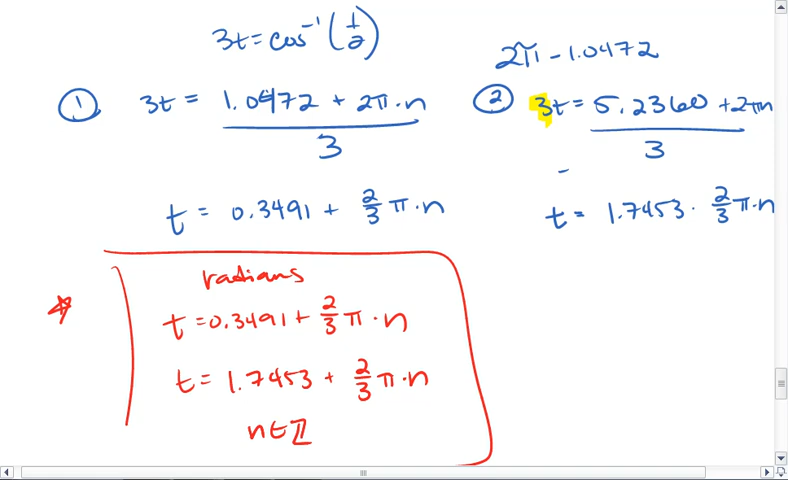 3t = cos⁻¹(1/2)
2π - 1.0472
① 3t = 1.0472 + 2π·n
3
② 3t = 5.2360 + 2πn
3
t = 0.3491 + 2/3 π·n
t = 1.7453 · 2/3 π·n
radians
t = 0.3491 + 2/3 π·n
t = 1.7453 + 2/3 π·n
n ∈ ℤ